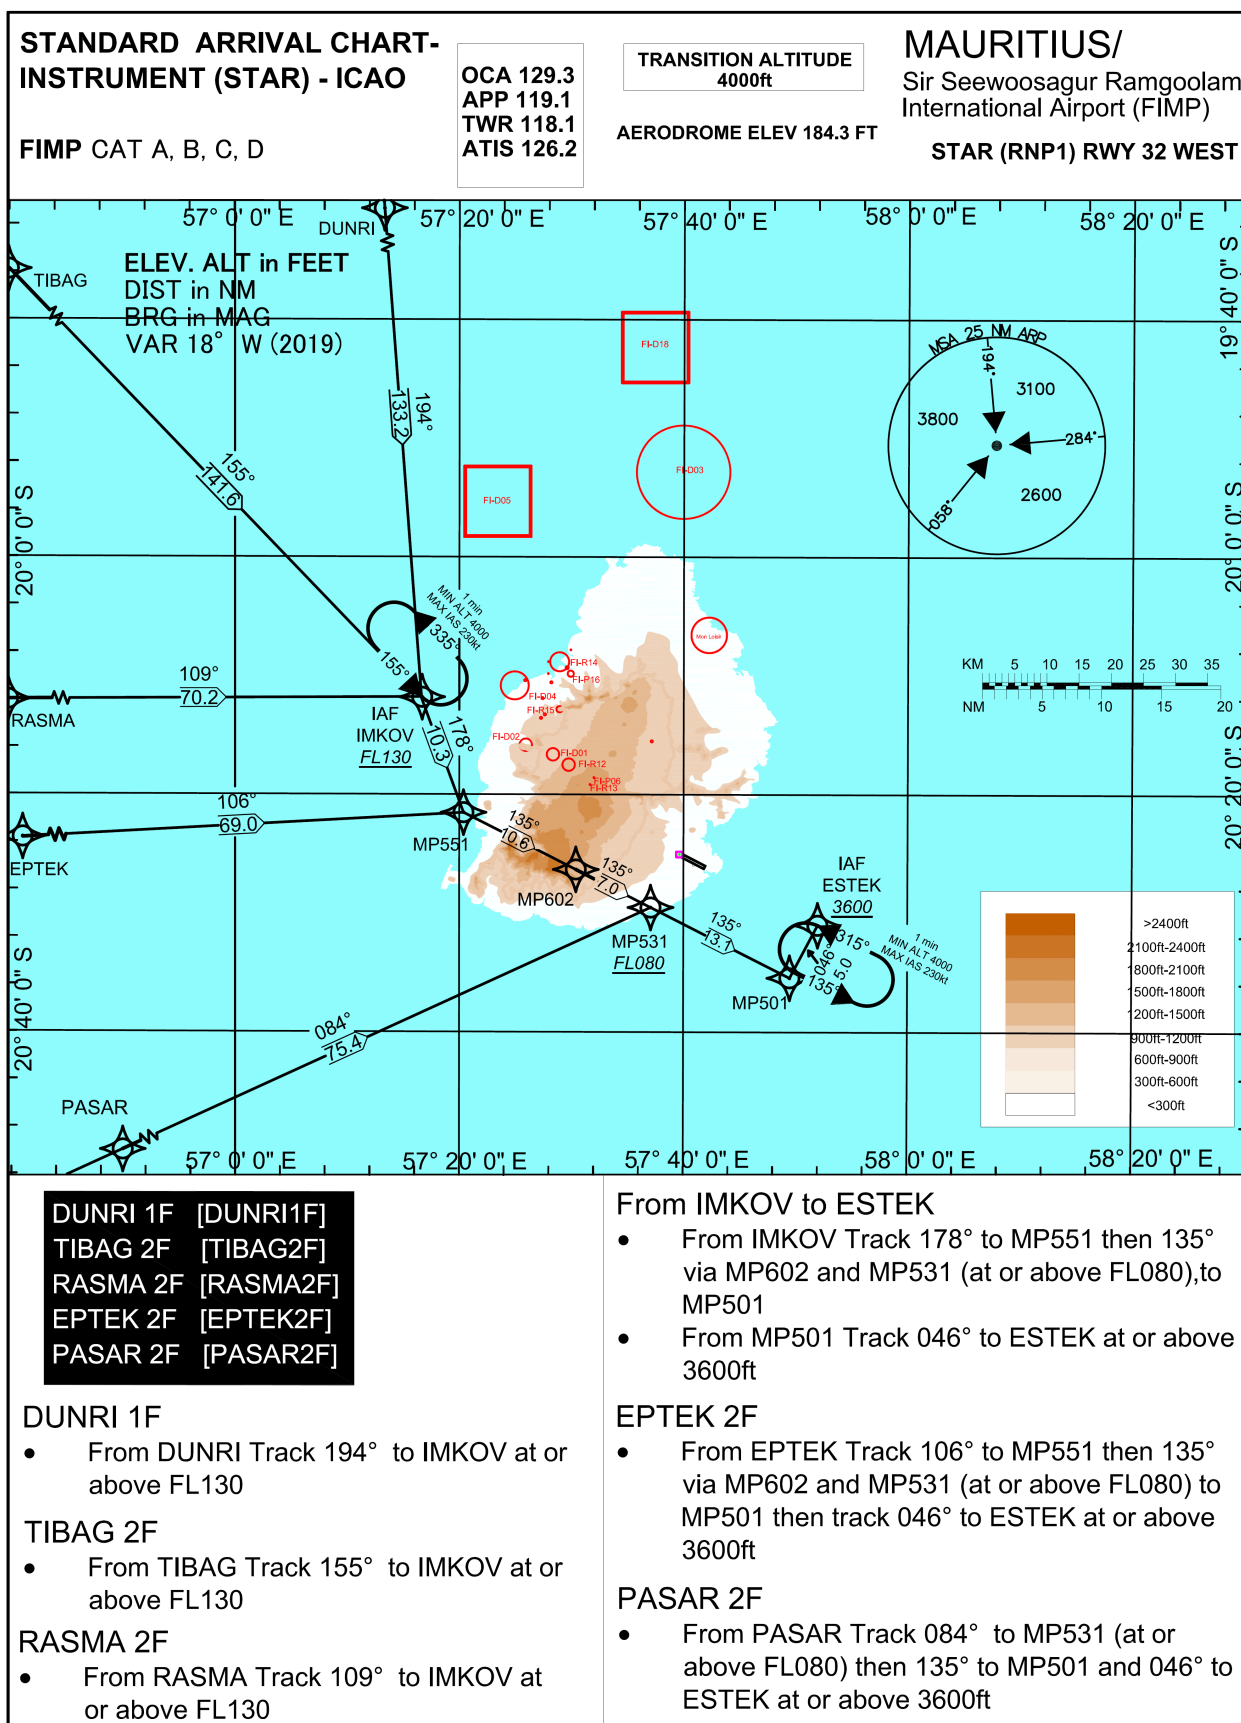 STANDARD ARRIVAL CHART-
INSTRUMENT (STAR) - ICAO
FIMP CAT A, B, C, D
OCA 129.3
APP 119.1
TWR 118.1
ATIS 126.2
TRANSITION ALTITUDE
4000ft
AERODROME ELEV 184.3 FT
MAURITIUS/
Sir Seewoosagur Ramgoolam
International Airport (FIMP)
STAR (RNP1) RWY 32 WEST
57° 0' 0" E
57° 20' 0" E
57° 40' 0" E
58° 0' 0" E
58° 20' 0" E
DUNRI
TIBAG
ELEV. ALT in FEET
DIST in NM
BRG in MAG
VAR 18° W (2019)
19° 40' 0" S
FI-D18
MSA 25 NM ARP
194°
3100
3800
284°
2600
058°
194°
133.2
155°
141.6
FI-D03
FI-D05
20° 0' 0" S
20° 0' 0" S
1 min
MIN ALT 4000
MAX IAS 230kt
335°
155°
Mon Loisir
FI-R14
FI-P16
FI-D04
FI-R15
FI-D02
FI-D01
FI-R12
FI-P06
FI-R13
KM 5 10 15 20 25 30 35
NM 5 10 15 20
109°
70.2
RASMA
IAF
IMKOV
FL130
178°
10.3
106°
69.0
EPTEK
MP551
135°
10.6
20° 20' 0" S
MP602
135°
7.0
MP531
FL080
135°
13.1
MP501
IAF
ESTEK
3600
315°
046°
5.0
135°
1 min
MIN ALT 4000
MAX IAS 230kt
>2400ft
2100ft-2400ft
1800ft-2100ft
1500ft-1800ft
1200ft-1500ft
900ft-1200ft
600ft-900ft
300ft-600ft
<300ft
20° 40' 0" S
084°
75.4
PASAR
57° 0' 0" E
57° 20' 0" E
57° 40' 0" E
58° 0' 0" E
58° 20' 0" E
DUNRI 1F [DUNRI1F]
TIBAG 2F [TIBAG2F]
RASMA 2F [RASMA2F]
EPTEK 2F [EPTEK2F]
PASAR 2F [PASAR2F]
DUNRI 1F
• From DUNRI Track 194° to IMKOV at or
above FL130
TIBAG 2F
• From TIBAG Track 155° to IMKOV at or
above FL130
RASMA 2F
• From RASMA Track 109° to IMKOV at
or above FL130
From IMKOV to ESTEK
• From IMKOV Track 178° to MP551 then 135°
via MP602 and MP531 (at or above FL080),to
MP501
• From MP501 Track 046° to ESTEK at or above
3600ft
EPTEK 2F
• From EPTEK Track 106° to MP551 then 135°
via MP602 and MP531 (at or above FL080) to
MP501 then track 046° to ESTEK at or above
3600ft
PASAR 2F
• From PASAR Track 084° to MP531 (at or
above FL080) then 135° to MP501 and 046° to
ESTEK at or above 3600ft